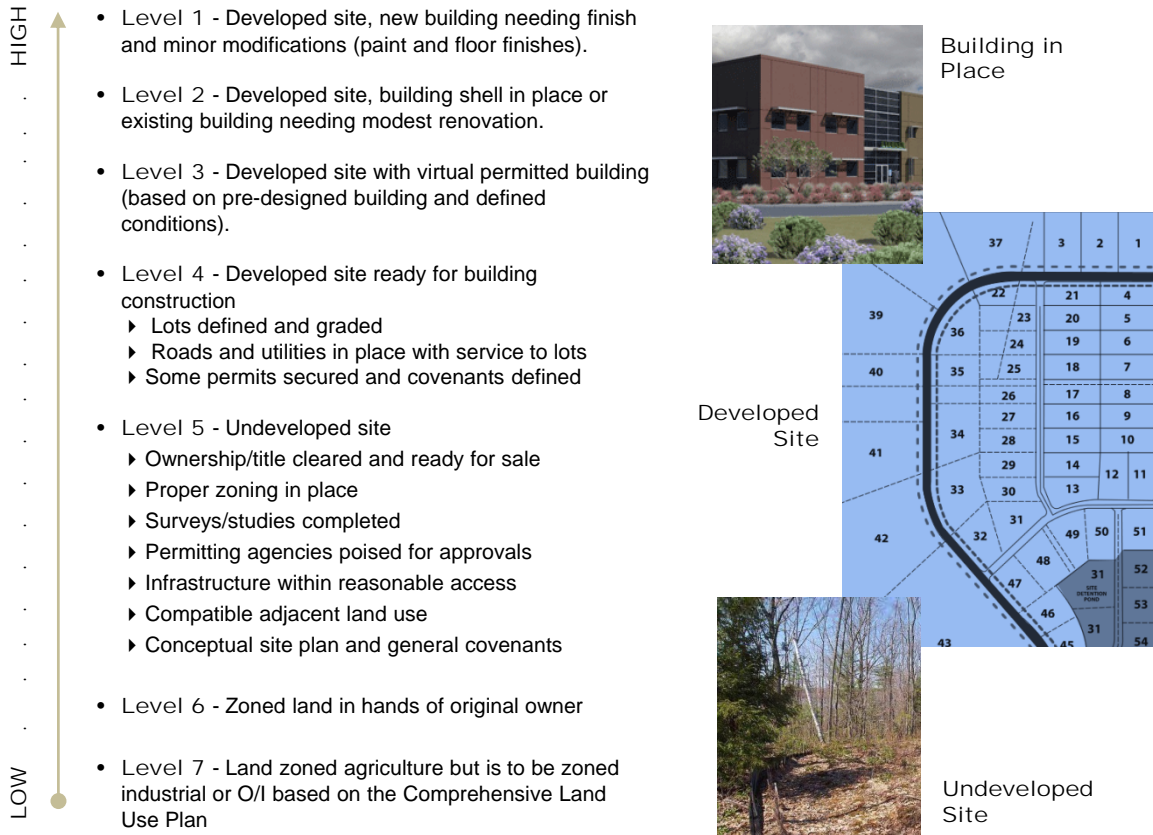 HIGH
LOW
• Level 1 - Developed site, new building needing finish
and minor modifications (paint and floor finishes).
• Level 2 - Developed site, building shell in place or
existing building needing modest renovation.
• Level 3 - Developed site with virtual permitted building
(based on pre-designed building and defined
conditions).
• Level 4 - Developed site ready for building
construction
Lots defined and graded
Roads and utilities in place with service to lots
Some permits secured and covenants defined
• Level 5 - Undeveloped site
Ownership/title cleared and ready for sale
Proper zoning in place
Surveys/studies completed
Permitting agencies poised for approvals
Infrastructure within reasonable access
Compatible adjacent land use
Conceptual site plan and general covenants
• Level 6 - Zoned land in hands of original owner
• Level 7 - Land zoned agriculture but is to be zoned
industrial or O/I based on the Comprehensive Land
Use Plan
Building in
Place
Developed
Site
37 3 2 1
22 21 4
39 23 20 5
36 24 19 6
40 35 25 18 7
26 17 8
27 16 9
41 34 28 15 10
29 14 12 11
33 30 13
42 32 31 49 50 51
48 31 52
47 SITE
DETENTION
POND
46 31 53
43 45 54
Undeveloped
Site